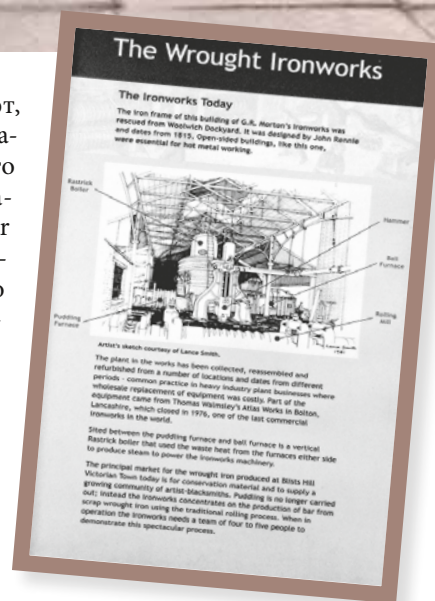 от,
а-
го
а-
r
-
о
The Wrought Ironworks
The Ironworks Today
The iron frame of this building of G.R. Morton's Ironworks was
rescued from Woolwich Dockyard. It was designed by John Rennie
and dates from 1815. Open-sided buildings, like this one,
were essential for hot metal working.
Rastrick
Boiler
Hammer
Ball
Furnace
Rolling
Mill
Puddling
Furnace
Artist's sketch courtesy of Lance Smith.
The plant in the works has been collected, reassembled and
refurbished from a number of locations and dates from different
periods - common practice in heavy industry plant businesses where
wholesale replacement of equipment was costly. Part of the
equipment came from Thomas Walmsley's Atlas Works in Bolton,
Lancashire, which closed in 1976, one of the last commercial
ironworks in the world.
Sited between the puddling furnace and ball furnace is a vertical
Rastrick boiler that used the waste heat from the furnaces either side
to produce steam to power the ironworks machinery.
The principal market for the wrought iron produced at Blists Hill
Victorian Town today is for conservation material and to supply a
growing community of artist-blacksmiths. Puddling is no longer carried
out; instead the ironworks concentrates on the production of bar from
scrap wrought iron using the traditional rolling process. When in
operation the ironworks needs a team of four to five people to
demonstrate this spectacular process.